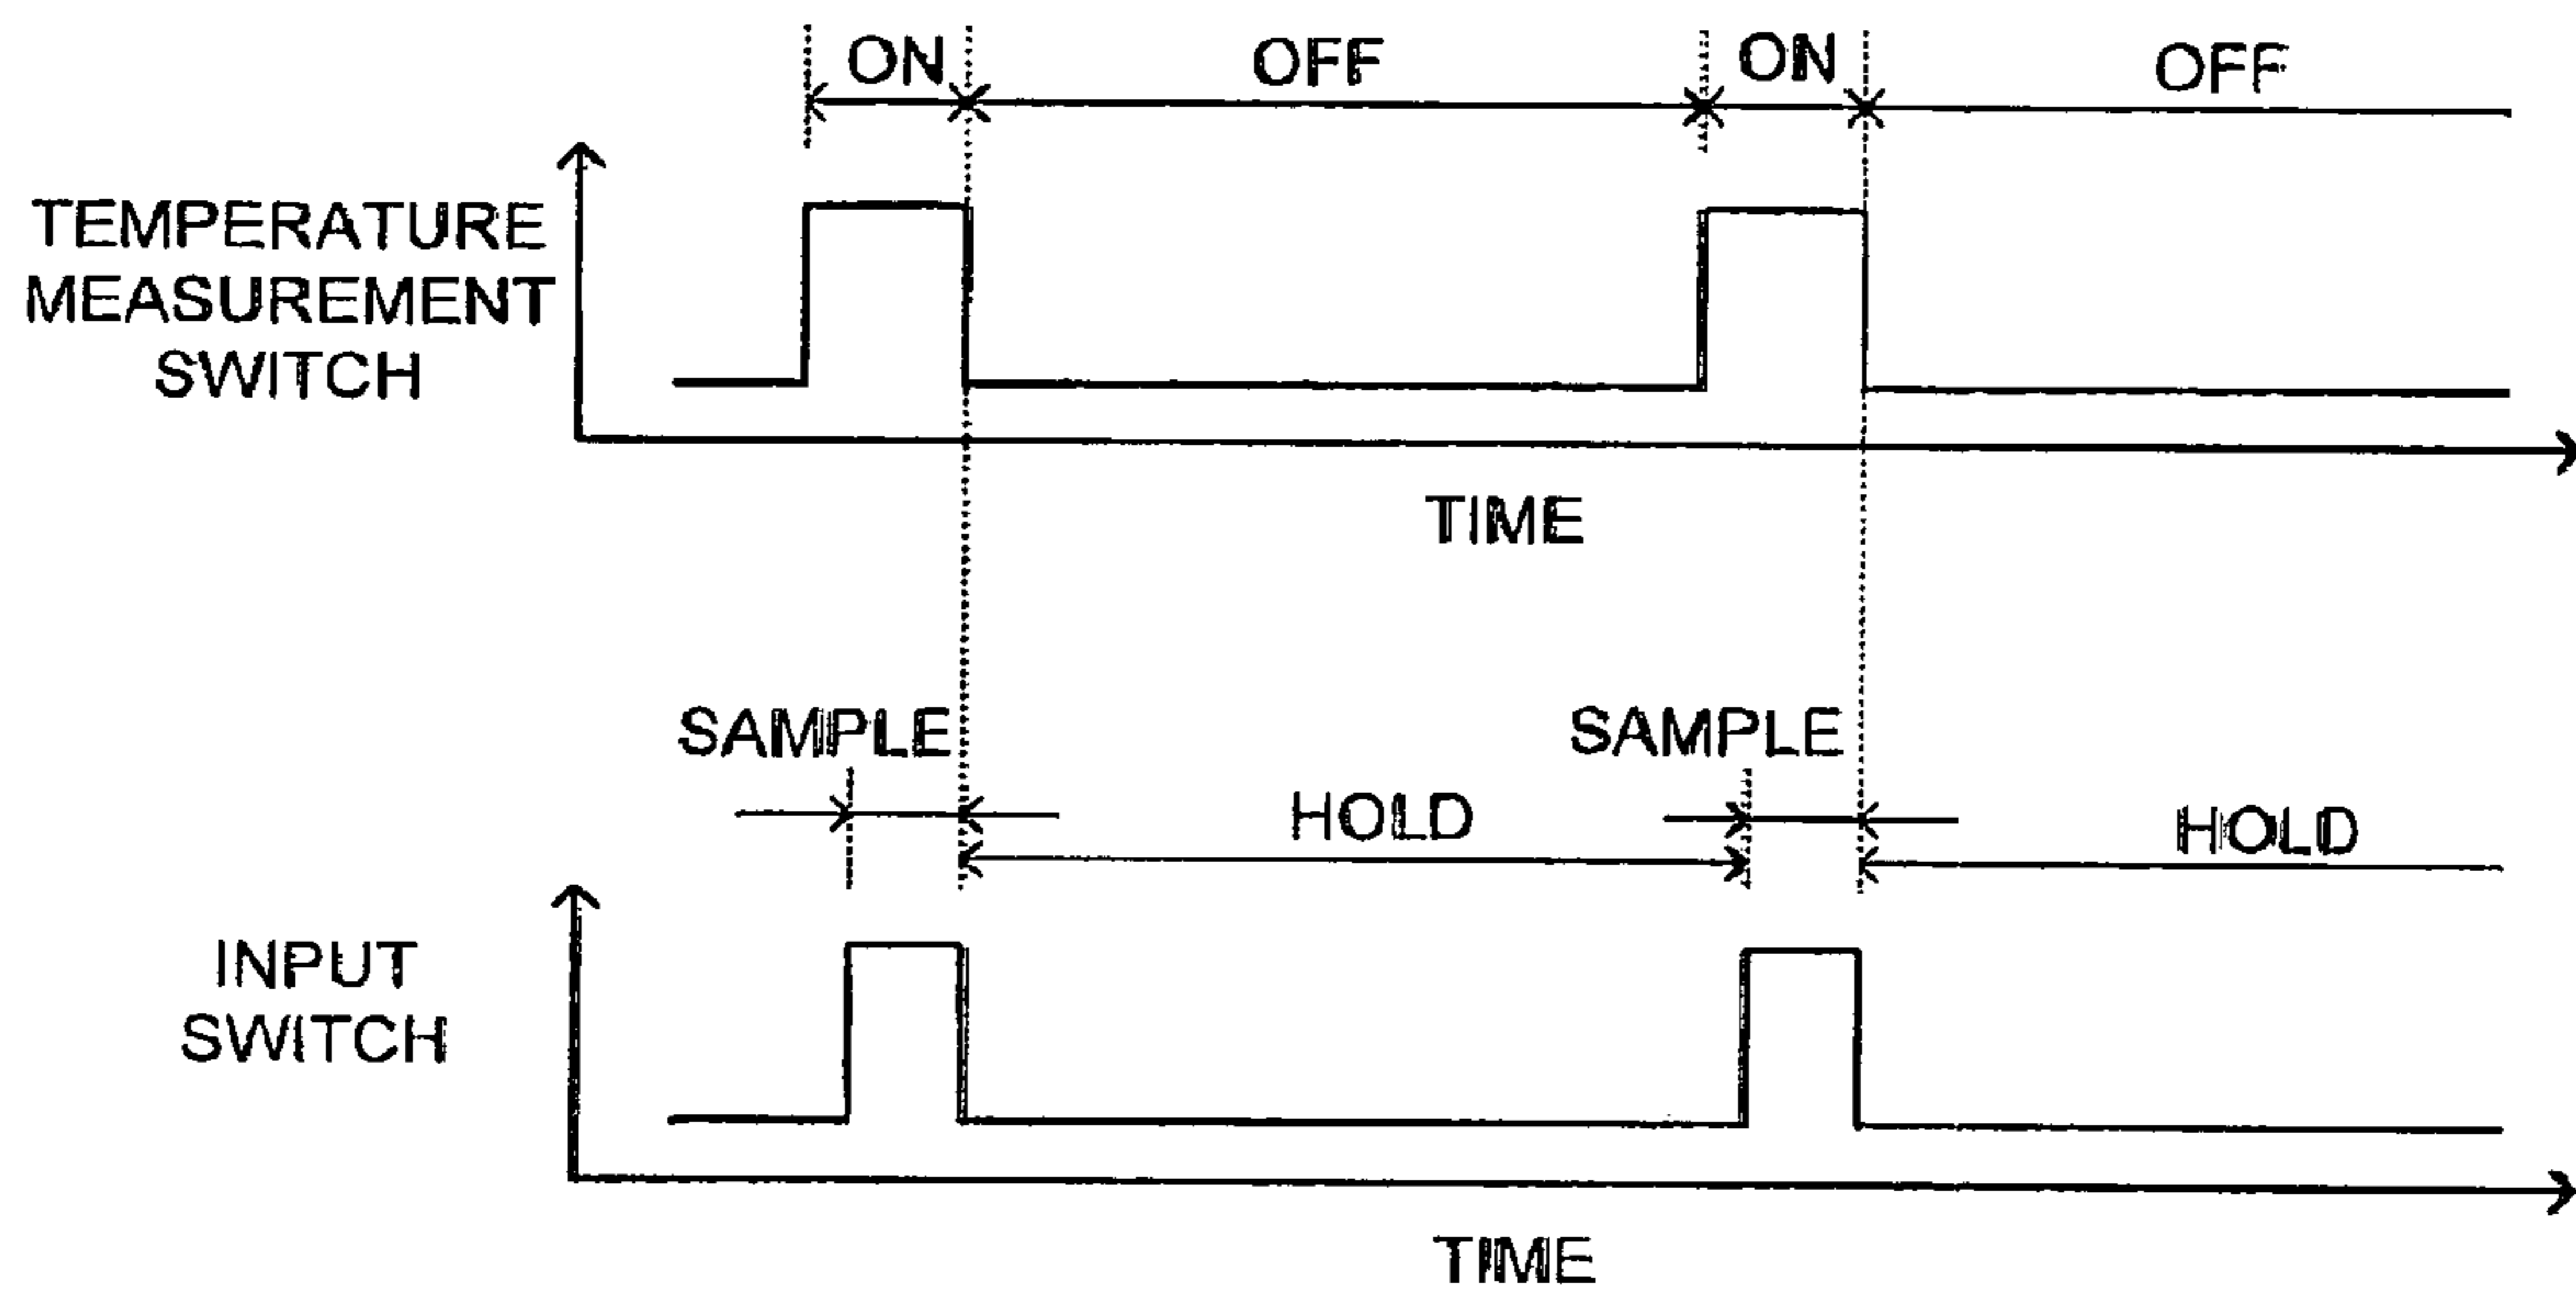 ON OFF ON OFF
TEMPERATURE
MEASUREMENT
SWITCH
TIME
SAMPLE SAMPLE
HOLD HOLD
INPUT
SWITCH
TIME